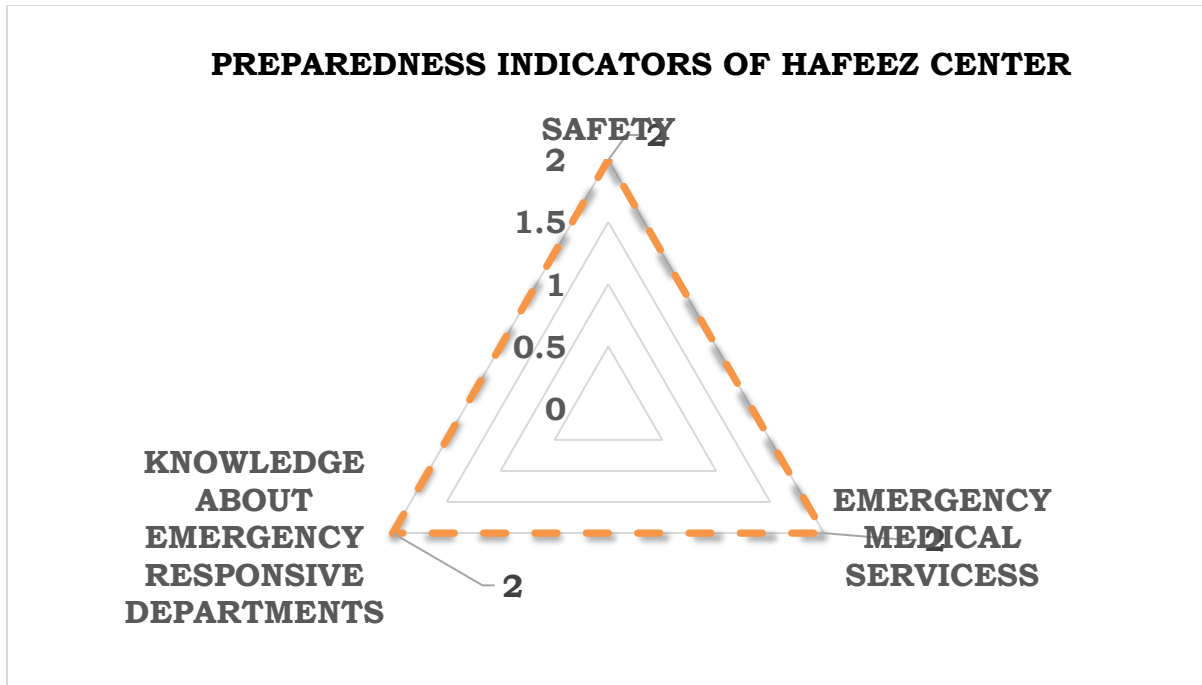 PREPAREDNESS INDICATORS OF HAFEEZ CENTER
SAFETY
2
2
1.5
1
0.5
0
KNOWLEDGE
ABOUT
EMERGENCY
RESPONSIVE
DEPARTMENTS
2
EMERGENCY
MEDICAL
2
SERVICESS